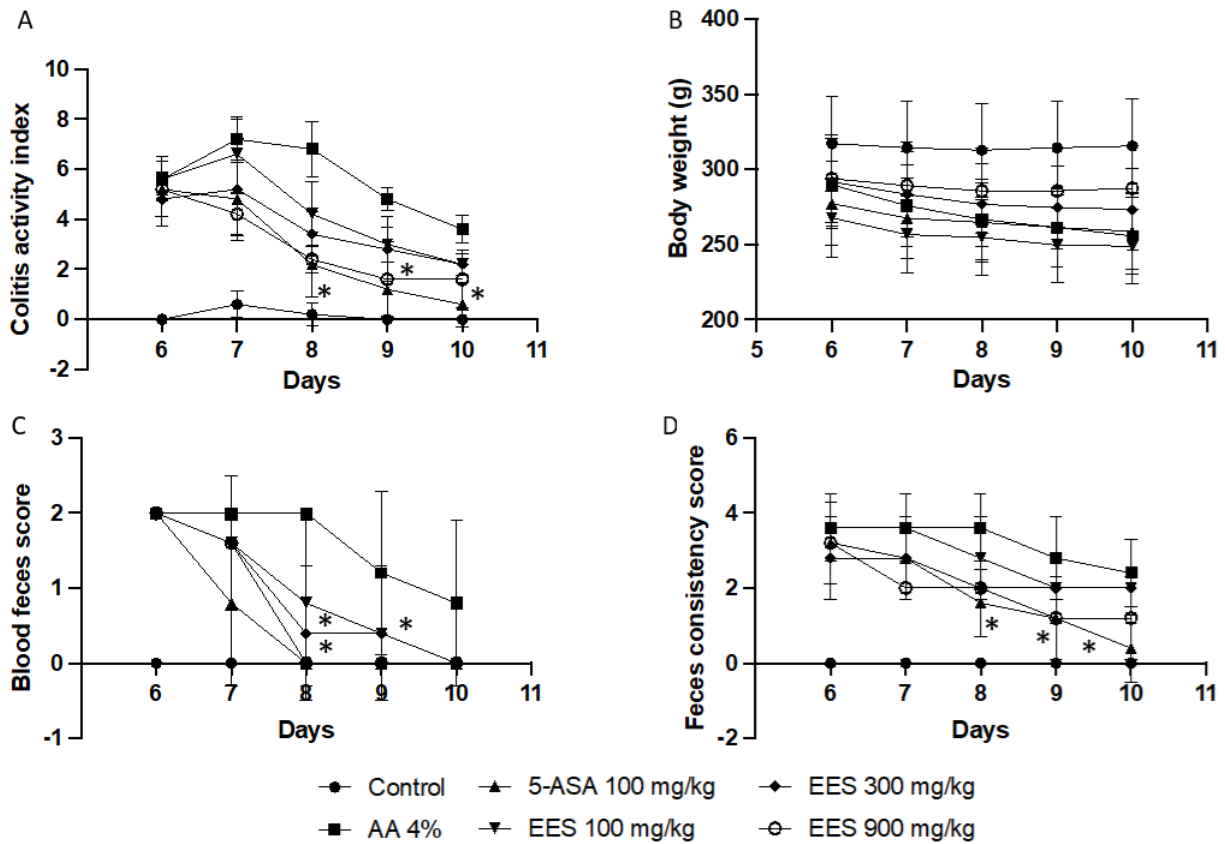 A
Colitis activity index
10
8
6
4
2
0
-2
6 7 8 9 10 11
Days
*
*
*
B
Body weight (g)
400
350
300
250
200
5 6 7 8 9 10 11
Days
C
Blood feces score
3
2
1
0
-1
6 7 8 9 10 11
Days
*
*
*
D
Feces consistency score
6
4
2
0
-2
6 7 8 9 10 11
Days
*
*
*
Control 5-ASA 100 mg/kg EES 300 mg/kg
AA 4% EES 100 mg/kg EES 900 mg/kg